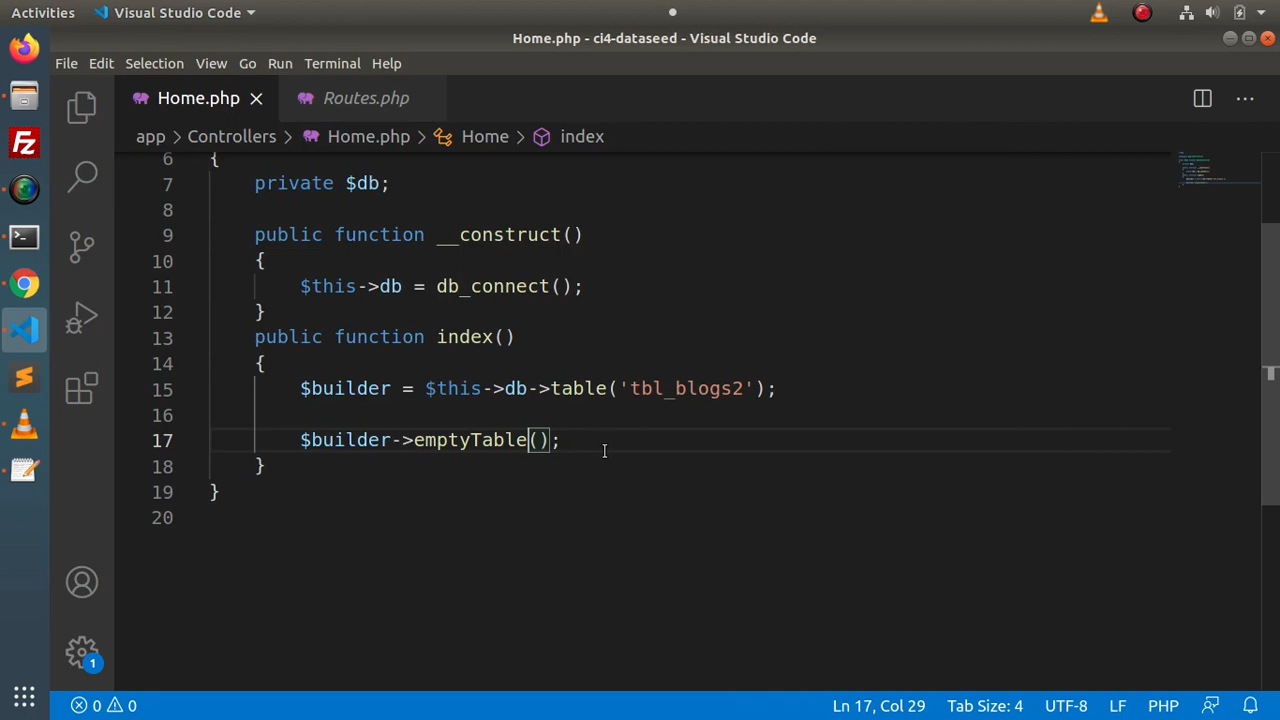 Activities Visual Studio Code
Home.php - ci4-dataseed - Visual Studio Code
File Edit Selection View Go Run Terminal Help
Home.php Routes.php
app > Controllers > Home.php > Home > index
6 {
7 private $db;
8
9 public function __construct()
10 {
11 $this->db = db_connect();
12 }
13 public function index()
14 {
15 $builder = $this->db->table('tbl_blogs2');
16
17 $builder->emptyTable();
18 }
19 }
20
1
0 0 Ln 17, Col 29 Tab Size: 4 UTF-8 LF PHP